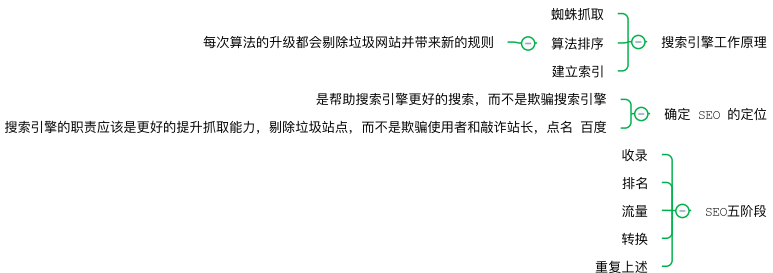 搜索引擎工作原理
蜘蛛抓取
算法排序
每次算法的升级都会剔除垃圾网站并带来新的规则
建立索引
确定 SEO 的定位
是帮助搜索引擎更好的搜索，而不是欺骗搜索引擎
搜索引擎的职责应该是更好的提升抓取能力，剔除垃圾站点，而不是欺骗使用者和敲诈站长，点名 百度
SEO五阶段
收录
排名
流量
转换
重复上述